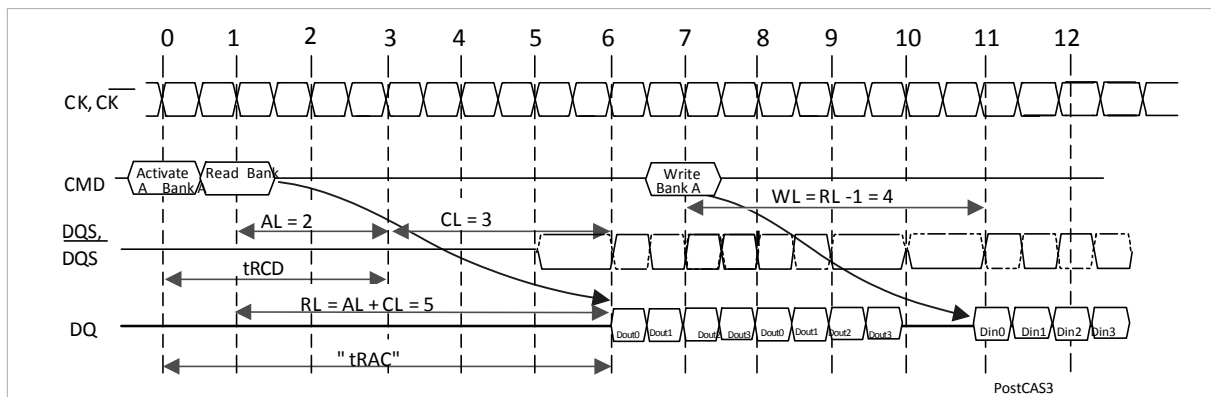 0 1 2 3 4 5 6 7 8 9 10 11 12
CK, CK
Activate Read Bank Write
CMD A Bank A Bank A
WL = RL -1 = 4
AL = 2 CL = 3
DQS,
DQS
tRCD
RL = AL + CL = 5
DQ Dout0 Dout1 Dout2 Dout3 Dout0 Dout1 Dout2 Dout3 Din0 Din1 Din2 Din3
" tRAC"
PostCAS3